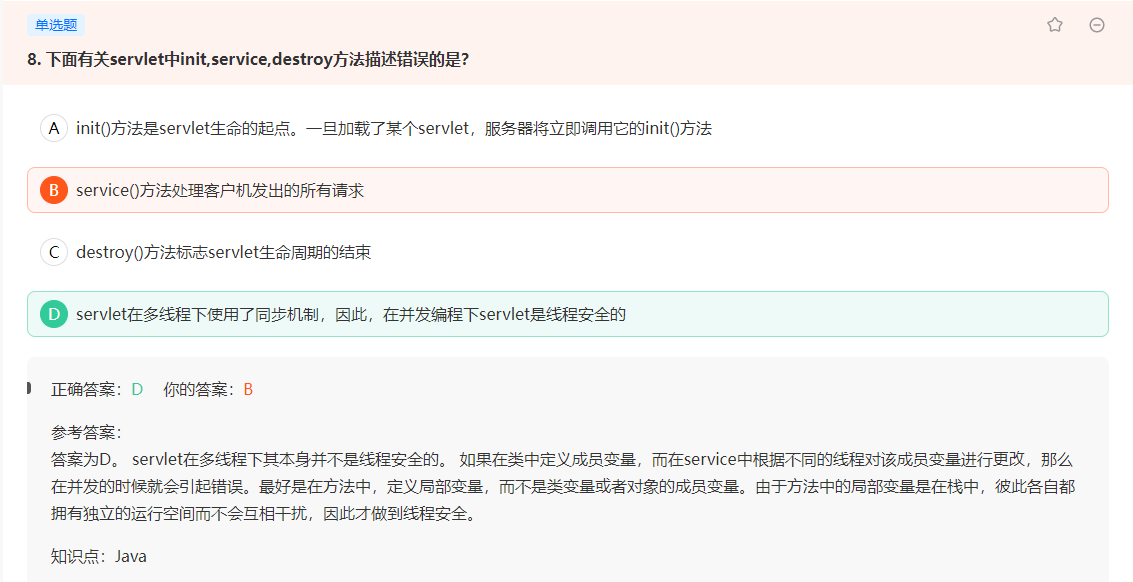 单选题
8. 下面有关servlet中init,service,destroy方法描述错误的是?
A init()方法是servlet生命的起点。一旦加载了某个servlet，服务器将立即调用它的init()方法
B service()方法处理客户机发出的所有请求
C destroy()方法标志servlet生命周期的结束
D servlet在多线程下使用了同步机制，因此，在并发编程下servlet是线程安全的
正确答案：D 你的答案：B
参考答案：
答案为D。 servlet在多线程下其本身并不是线程安全的。 如果在类中定义成员变量，而在service中根据不同的线程对该成员变量进行更改，那么
在并发的时候就会引起错误。最好是在方法中，定义局部变量，而不是类变量或者对象的成员变量。由于方法中的局部变量是在栈中，彼此各自都
拥有独立的运行空间而不会互相干扰，因此才做到线程安全。
知识点：Java